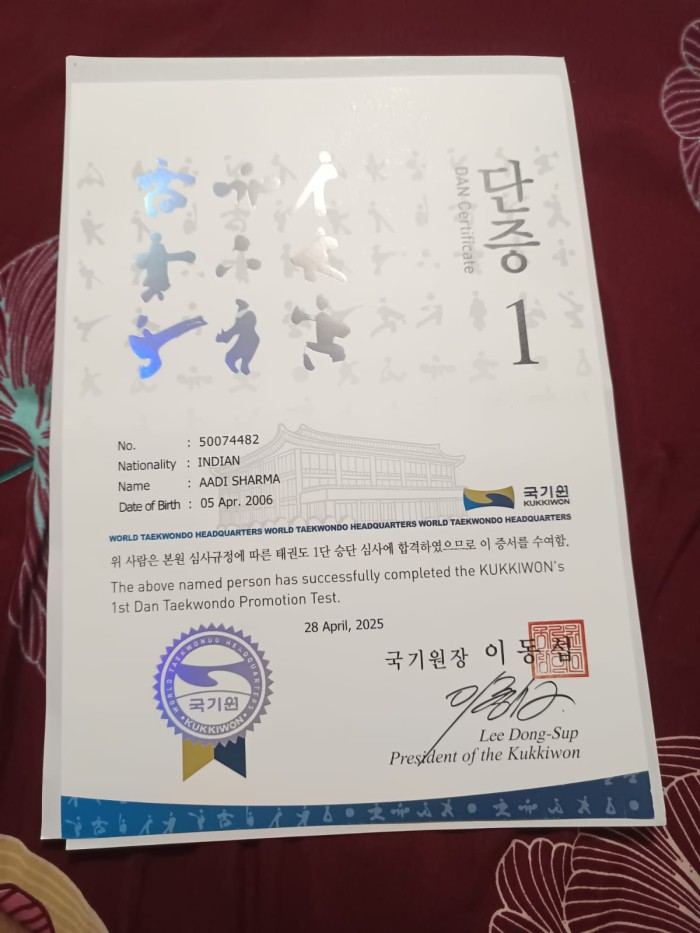 단증 1
DAN Certificate
No. : 50074482
Nationality : INDIAN
Name : AADI SHARMA
Date of Birth : 05 Apr. 2006
국기원
KUKKIWON
WORLD TAEKWONDO HEADQUARTERS WORLD TAEKWONDO HEADQUARTERS WORLD TAEKWONDO HEADQUARTERS
위 사람은 본원 심사규정에 따른 태권도 1단 승단 심사에 합격하였으므로 이 증서를 수여함.
The above named person has successfully completed the KUKKIWON's
1st Dan Taekwondo Promotion Test.
28 April, 2025
국기원장 이 동 섭
WORLD TAEKWONDO HEADQUARTERS
국기원
KUKKIWON
Lee Dong-Sup
President of the Kukkiwon